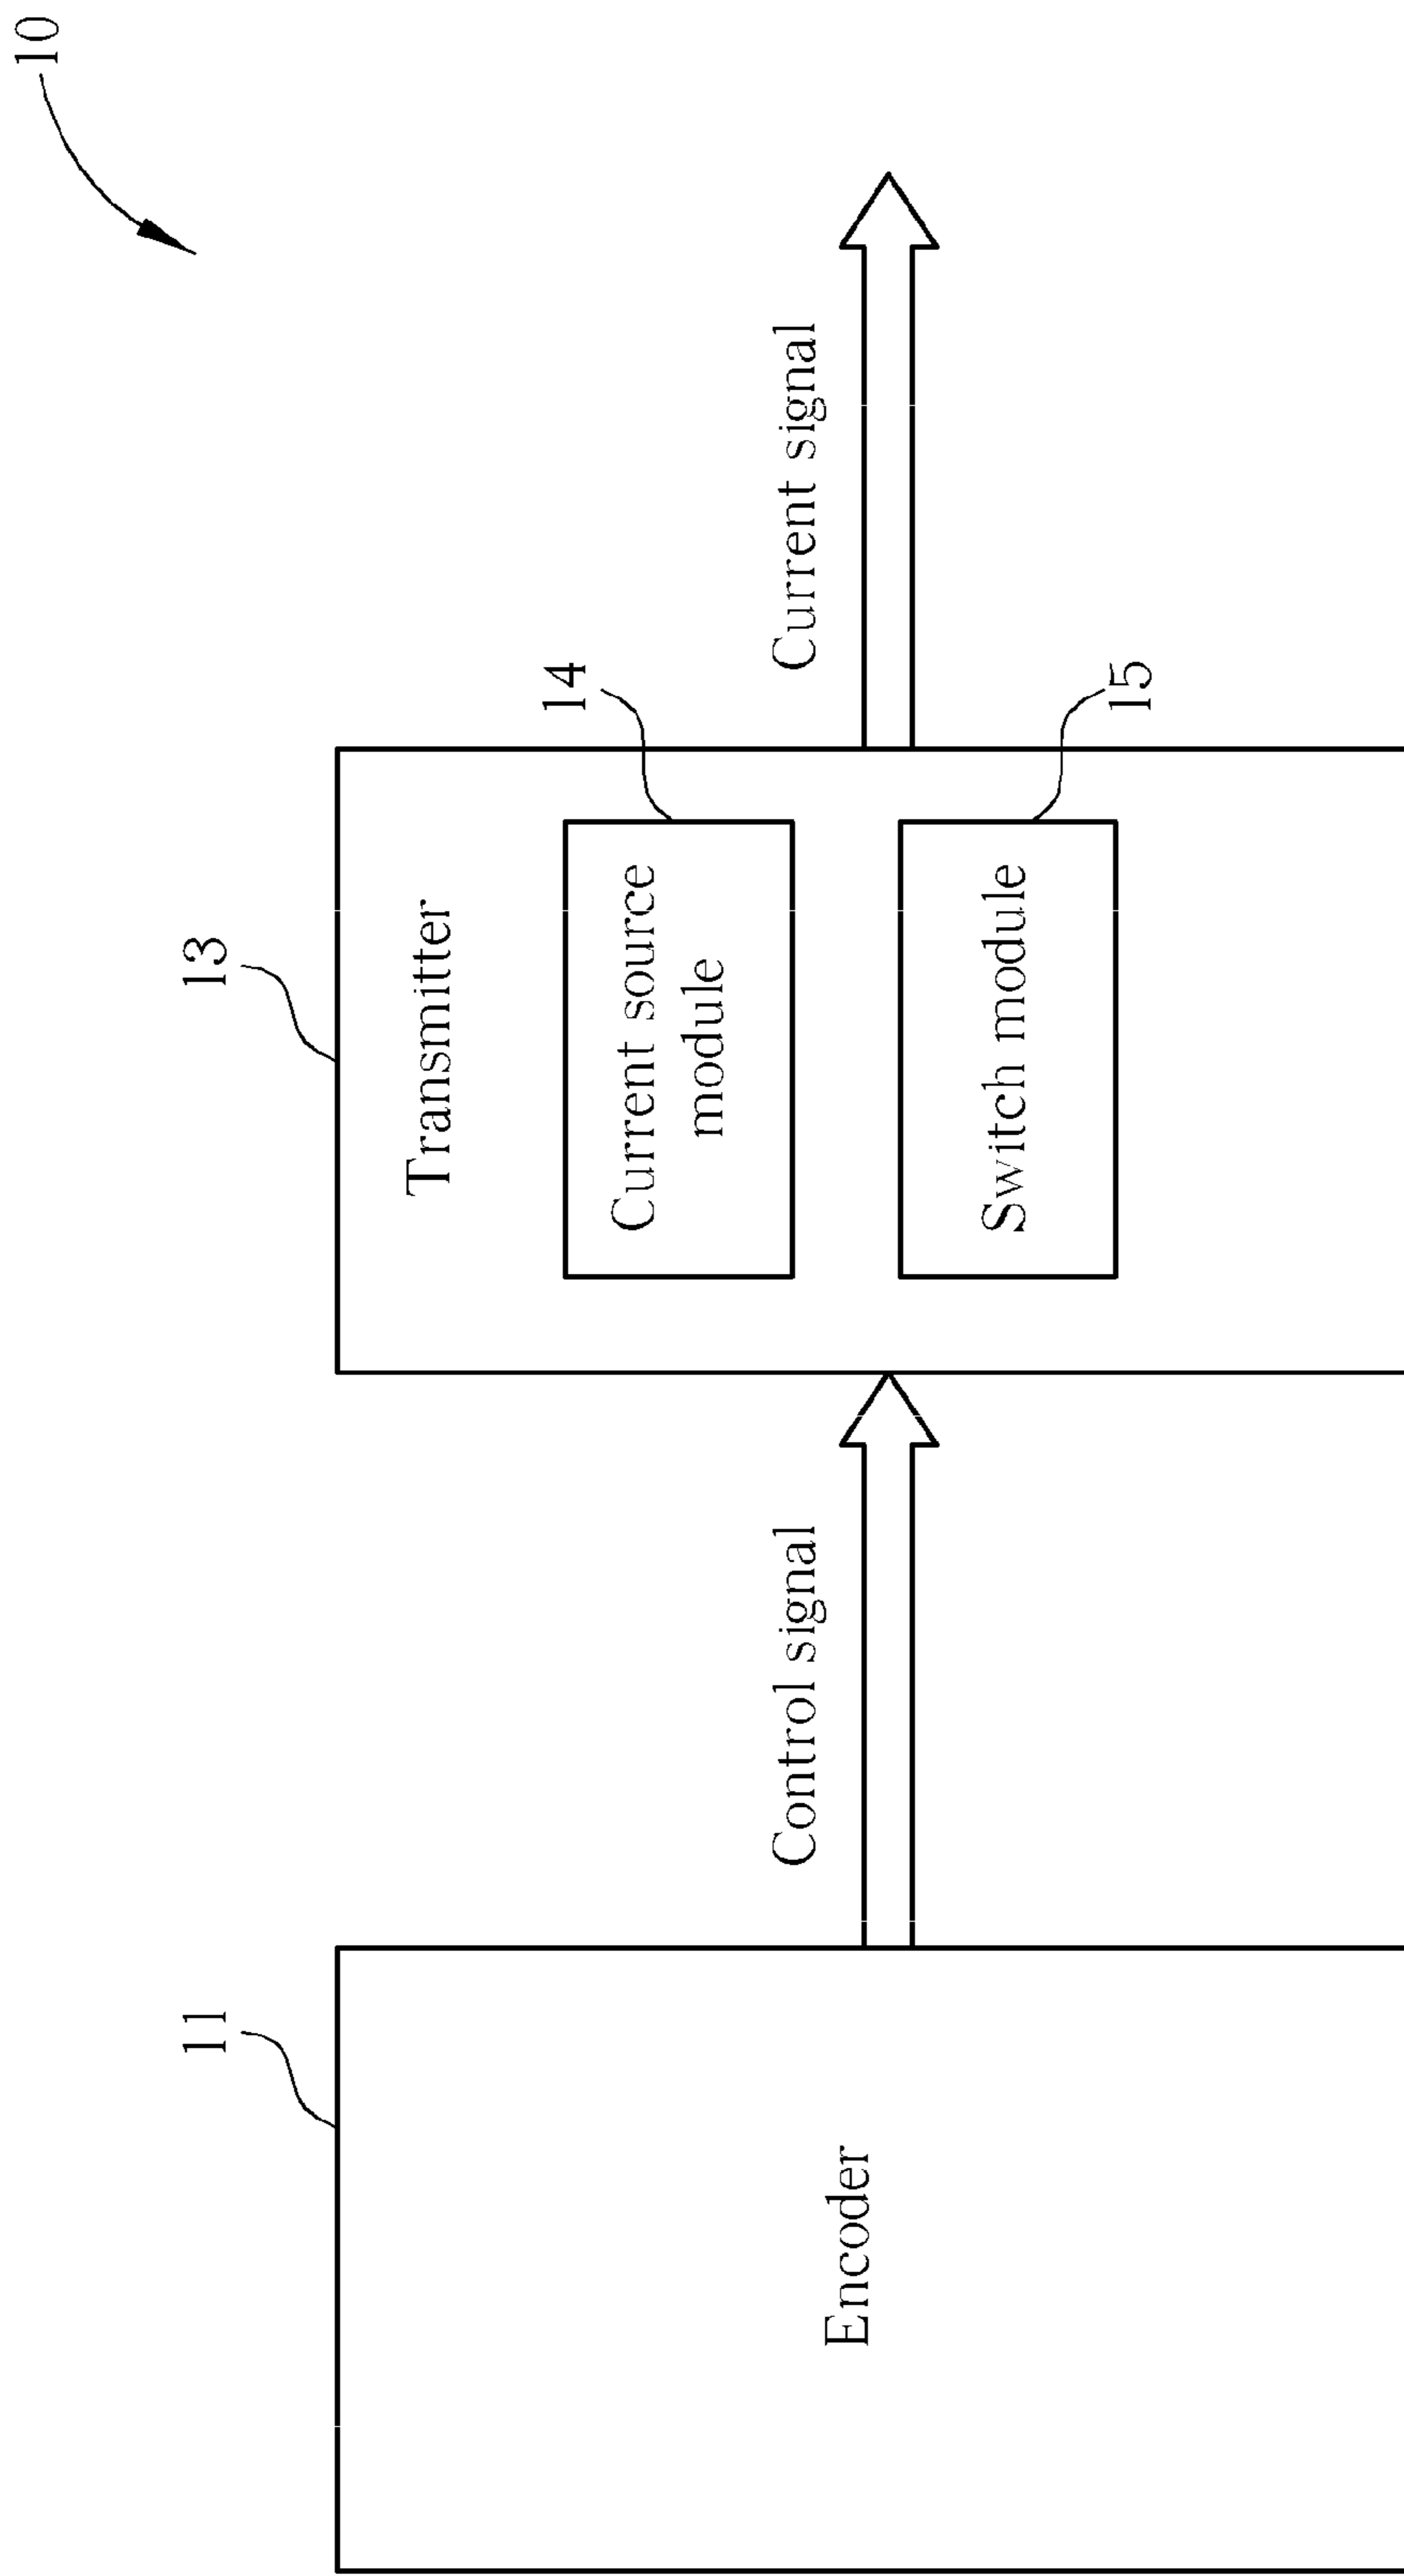 10
11
Encoder
Control signal
13
Transmitter
Current source
module
14
Switch module
15
Current signal